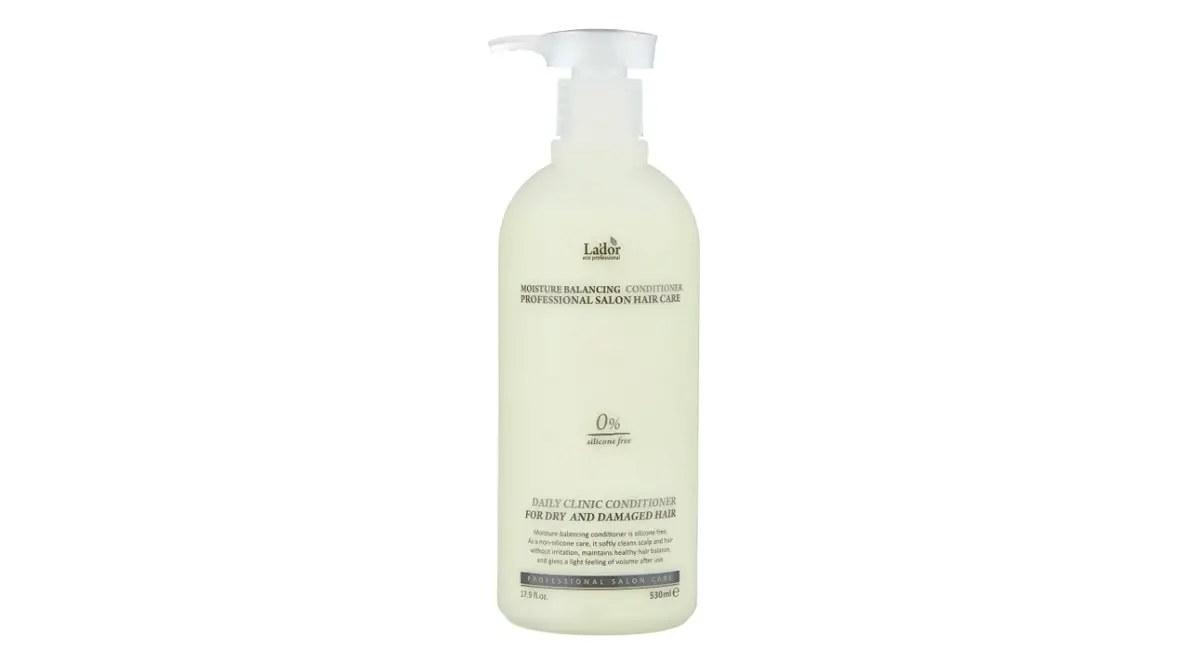 La'dor
eco professional
MOISTURE BALANCING CONDITIONER
PROFESSIONAL SALON HAIR CARE
0%
silicone free
DAILY CLINIC CONDITIONER
FOR DRY AND DAMAGED HAIR
Moisture balancing conditioner is silicone free.
As a non-silicone care, it softly cleans scalp and hair
without irritation, maintains healthy hair balance,
and gives a light feeling of volume after use.
PROFESSIONAL SALON CARE
17.9 fl.oz. 530ml ℮